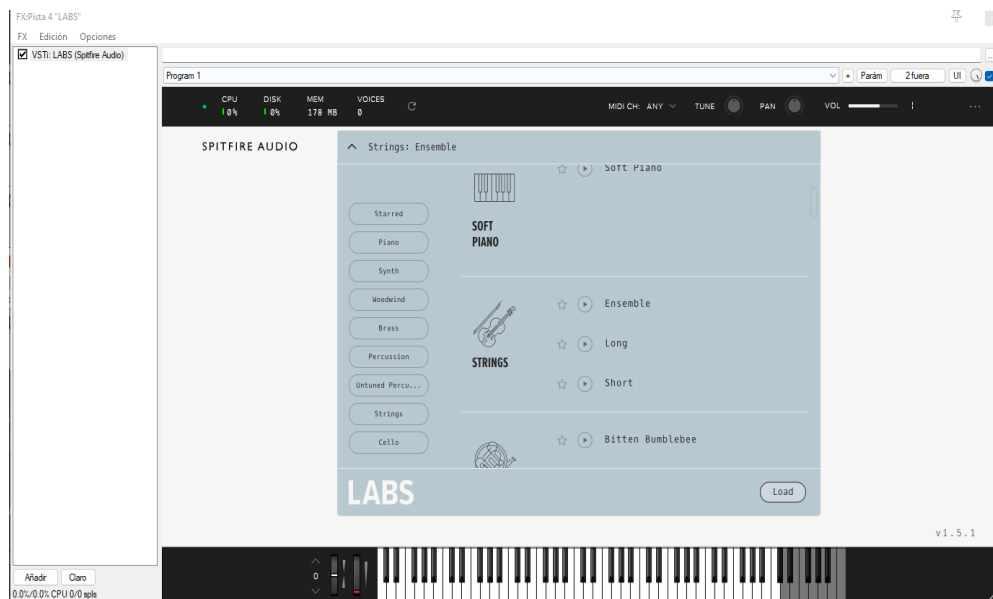 FX:Pista 4 "LABS"
FX Edición Opciones
VSTi: LABS (Spitfire Audio)
...
Program 1
+ Parám 2fuera UI
CPU DISK MEM VOICES
0% 0% 178 MB 0
MIDI CH: ANY TUNE PAN VOL
...
SPITFIRE AUDIO
Strings: Ensemble
Starred
Piano
Synth
Woodwind
Brass
Percussion
Untuned Percu...
Strings
Cello
Soft Piano
SOFT
PIANO
Ensemble
Long
Short
STRINGS
Bitten Bumblebee
LABS
Load
v1.5.1
0
Añadir Claro
0.0%/0.0% CPU 0/0 spls